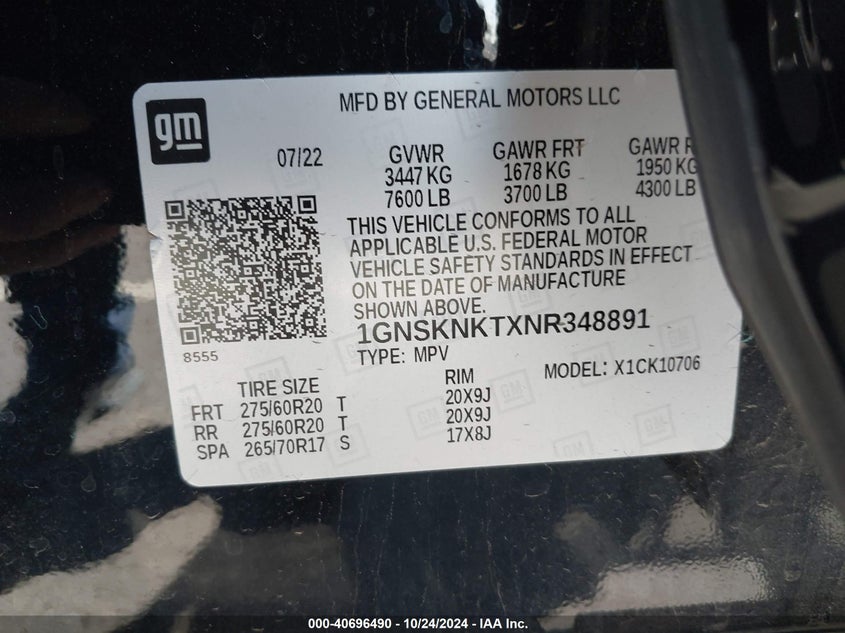 gm
MFD BY GENERAL MOTORS LLC
07/22
GVWR GAWR FRT GAWR R
3447 KG 1678 KG 1950 KG
7600 LB 3700 LB 4300 LB
THIS VEHICLE CONFORMS TO ALL
APPLICABLE U.S. FEDERAL MOTOR
VEHICLE SAFETY STANDARDS IN EFFECT
ON THE DATE OF MANUFACTURE
SHOWN ABOVE.
1GNSKNKTXNR348891
8555
TYPE: MPV MODEL: X1CK10706
TIRE SIZE RIM
FRT 275/60R20 T 20X9J
RR 275/60R20 T 20X9J
SPA 265/70R17 S 17X8J
000-40696490 - 10/24/2024 - IAA Inc.